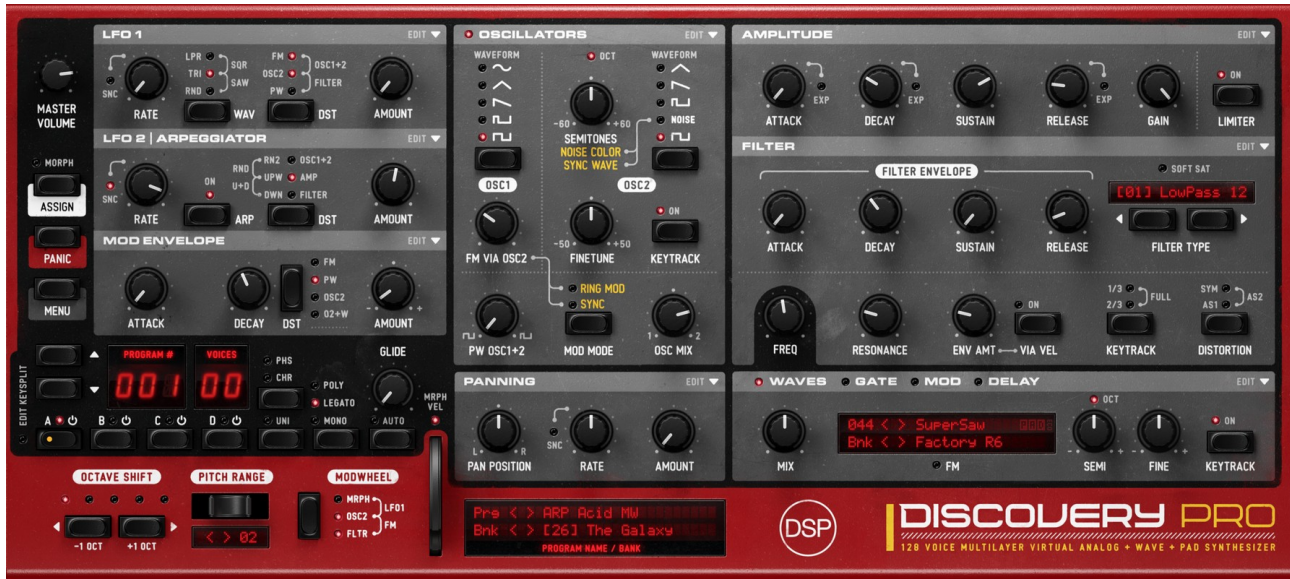 LFO 1
EDIT
LPR
TRI
RND
SQR
SAW
FM
OSC2
PW
OSC1+2
FILTER
SNC
RATE
WAV
DST
AMOUNT
MASTER
VOLUME
LFO 2 | ARPEGGIATOR
EDIT
MORPH
ASSIGN
PANIC
MENU
SNC
RATE
ON
ARP
RND
U+D
RN2
UPW
DWN
OSC1+2
AMP
FILTER
DST
AMOUNT
MOD ENVELOPE
EDIT
ATTACK
DECAY
DST
FM
PW
OSC2
O2+W
- +
AMOUNT
OSCILLATORS
EDIT
WAVEFORM
OCT
WAVEFORM
NOISE
-60 +60
SEMITONES
NOISE COLOR
SYNC WAVE
OSC1
OSC2
ON
FM VIA OSC2
-50 +50
FINETUNE
KEYTRACK
RING MOD
SYNC
PW OSC1+2
MOD MODE
1 2
OSC MIX
AMPLITUDE
EDIT
ATTACK
EXP
DECAY
EXP
SUSTAIN
RELEASE
EXP
GAIN
ON
LIMITER
FILTER
EDIT
FILTER ENVELOPE
SOFT SAT
[01] LowPass 12
ATTACK
DECAY
SUSTAIN
RELEASE
FILTER TYPE
FREQ
RESONANCE
ENV AMT
ON
VIA VEL
1/3
2/3
FULL
KEYTRACK
SYM
AS1
AS2
DISTORTION
EDIT KEYSPLIT
PROGRAM #
001
VOICES
00
PHS
CHR
POLY
LEGATO
GLIDE
MRPH
VEL
A
B
C
D
UNI
MONO
AUTO
PANNING
EDIT
L R
PAN POSITION
SNC
RATE
AMOUNT
WAVES
GATE
MOD
DELAY
EDIT
MIX
044 < > SuperSaw
Bnk < > Factory R6
FM
OCT
- +
SEMI
- +
FINE
ON
KEYTRACK
OCTAVE SHIFT
-1 OCT
+1 OCT
PITCH RANGE
< > 02
MODWHEEL
MRPH
OSC2
FLTR
LFO1
FM
Prg < > ARP Acid MW
Bnk < > [26] The Galaxy
PROGRAM NAME / BANK
DSP
DISCOVERY PRO
128 VOICE MULTILAYER VIRTUAL ANALOG + WAVE + PAD SYNTHESIZER